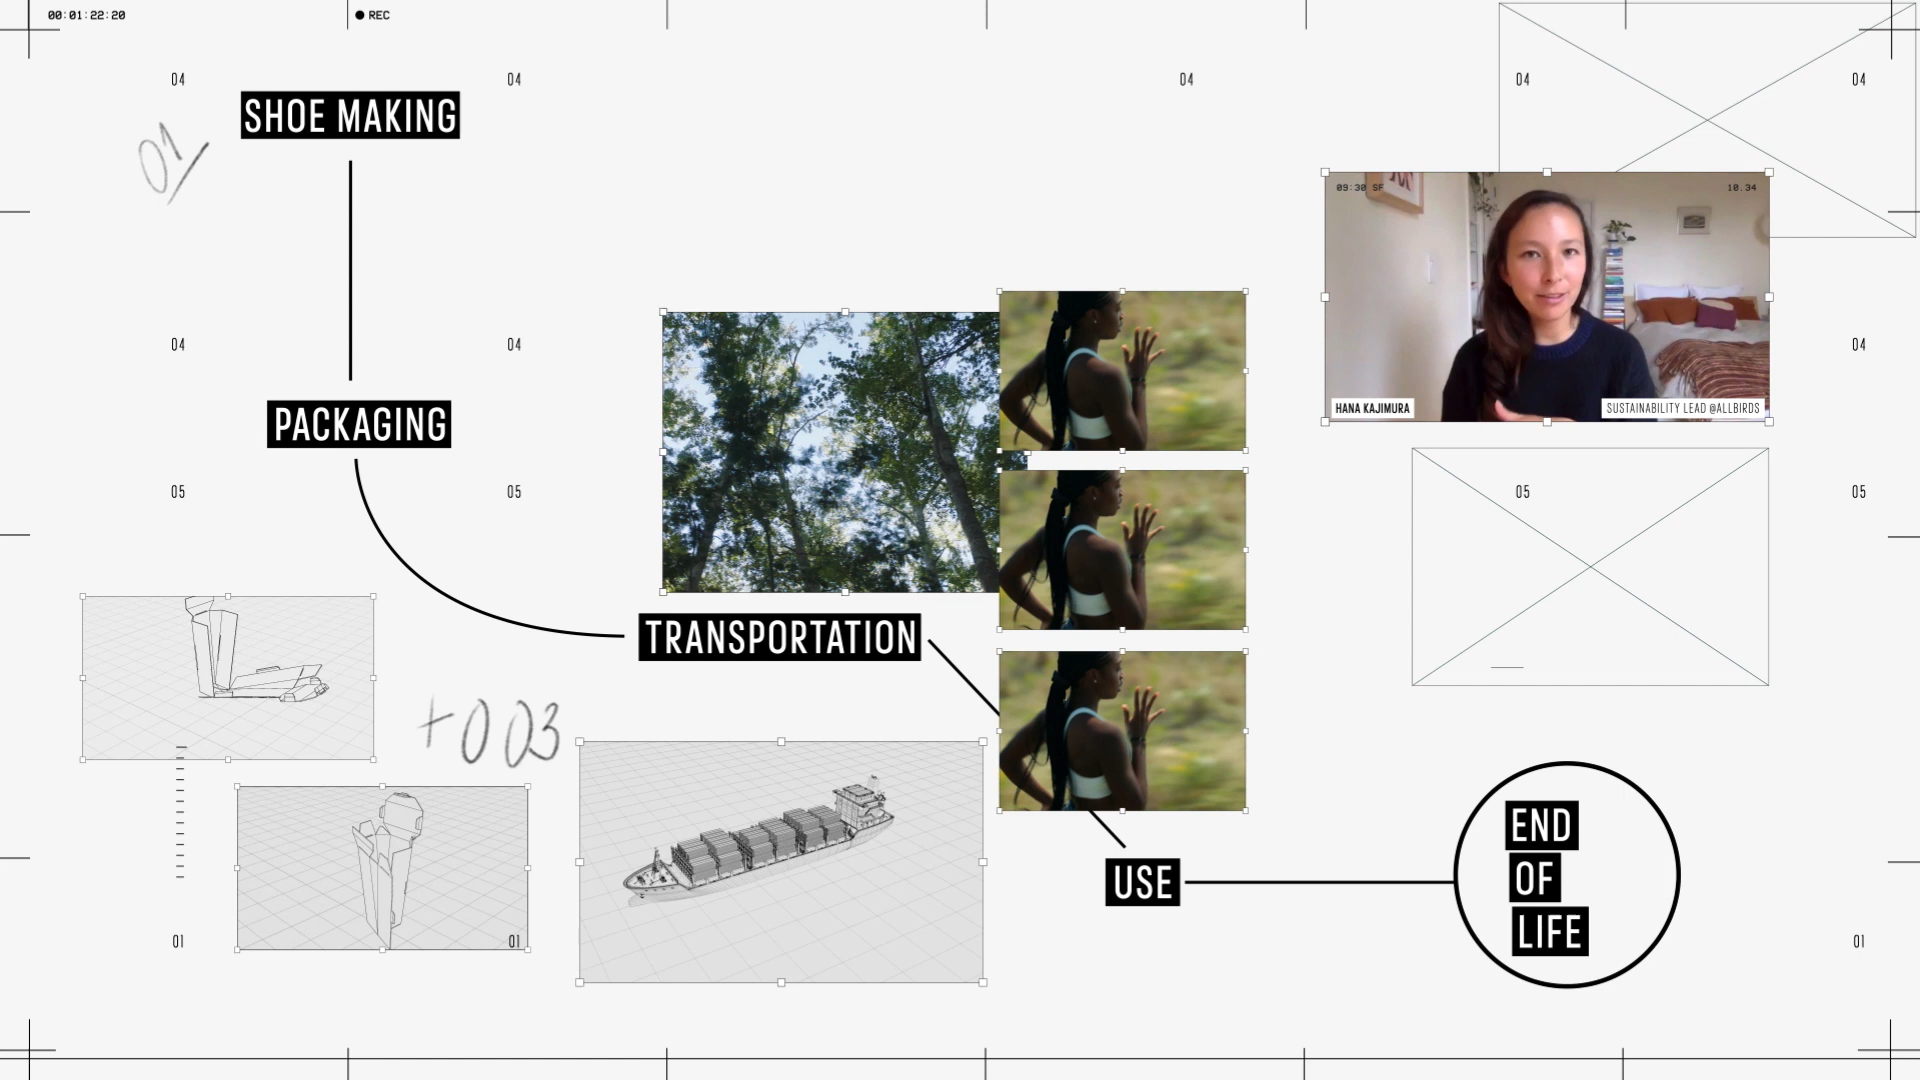 00:01:22:20
REC
04
04
04
04
04
SHOE MAKING
01
09:30 SF
10.34
04
04
04
HANA KAJIMURA
SUSTAINABILITY LEAD @ALLBIRDS
PACKAGING
05
05
05
05
TRANSPORTATION
+003
END
OF
LIFE
USE
01
01
01